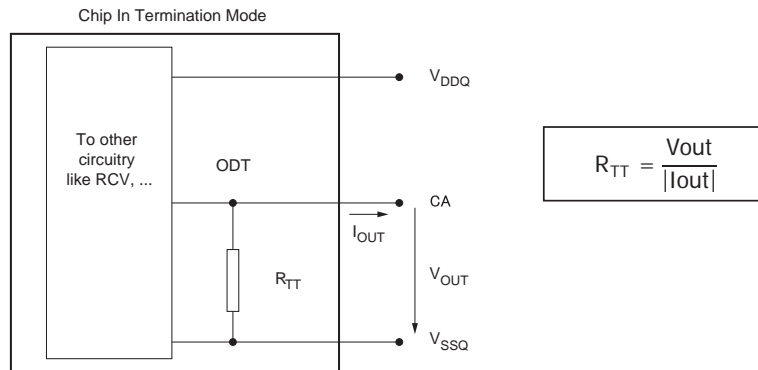 Chip In Termination Mode
V_DDQ
To other
circuitry
like RCV, ...
ODT
R_TT = Vout / |Iout|
CA
I_OUT
R_TT
V_OUT
V_SSQ